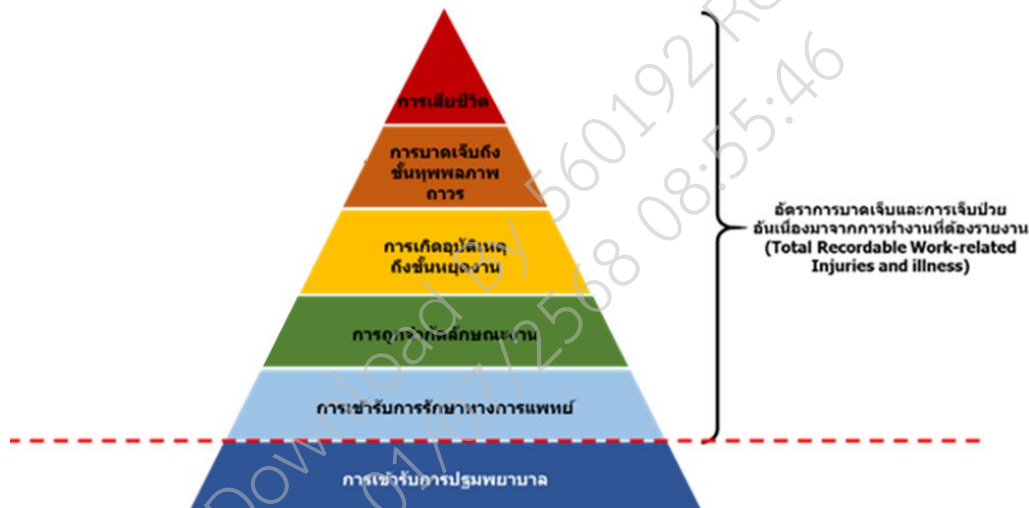 การเสียชีวิต
การบาดเจ็บถึง
ขั้นทุพพลภาพ
ถาวร
การเกิดอุบัติเหตุ
ถึงขั้นหยุดงาน
การถูกจำกัดลักษณะงาน
การเข้ารับการรักษาทางการแพทย์
การเข้ารับการปฐมพยาบาล
อัตราการบาดเจ็บและการเจ็บป่วย
อันเนื่องมาจากการทำงานที่ต้องรายงาน
(Total Recordable Work-related
Injuries and illness)
Download By 560192
01/07/2568 08:55:46